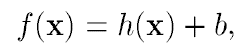 f(𝐱) = h(𝐱) + b,